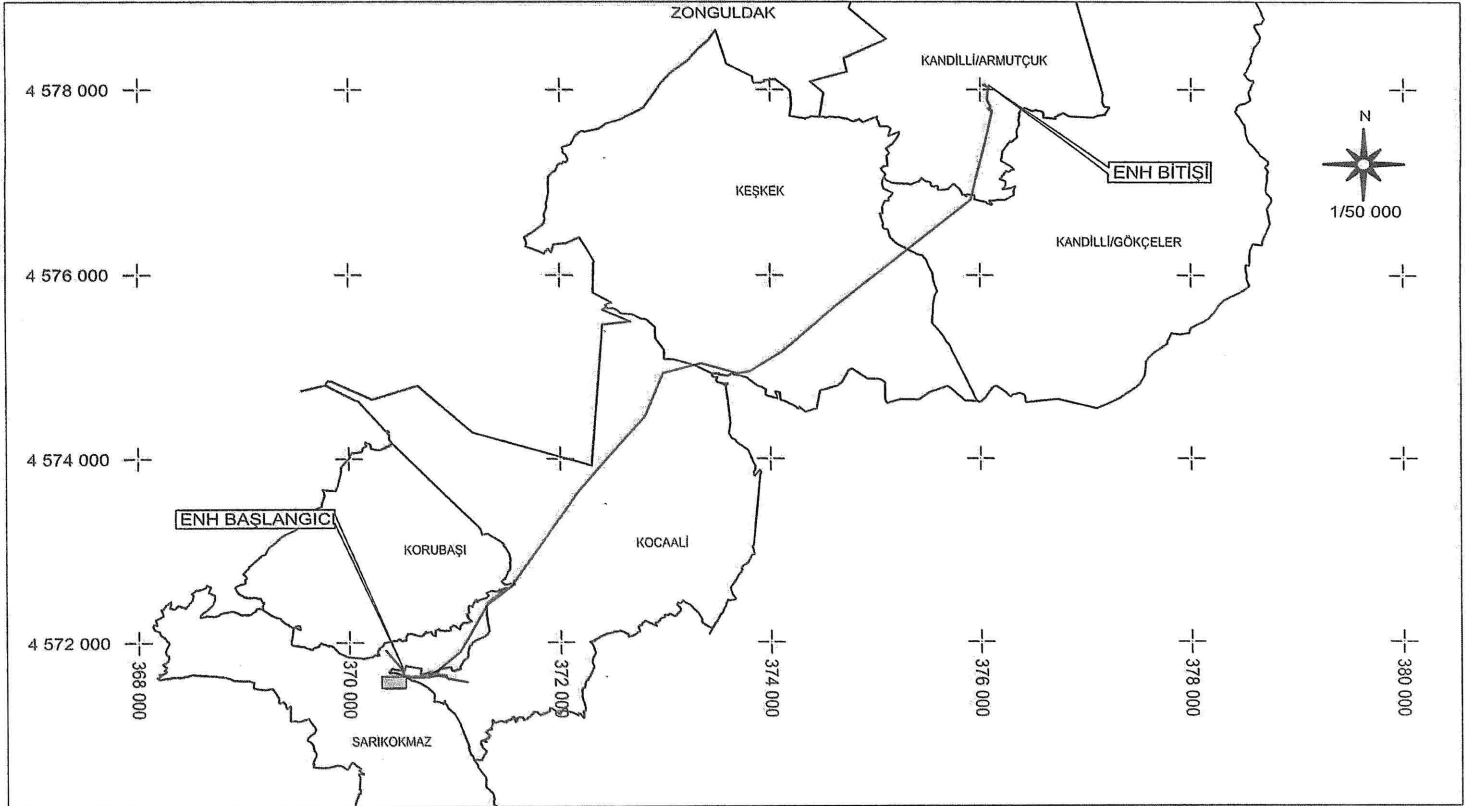 ZONGULDAK
KANDİLLİ/ARMUTÇUK
4 578 000
N
ENH BİTİŞİ
KEŞKEK
1/50 000
KANDİLLİ/GÖKÇELER
4 576 000
4 574 000
ENH BAŞLANGICI
KORUBAŞI
KOCAALİ
4 572 000
368 000
370 000
372 000
374 000
376 000
378 000
380 000
SARIKOKMAZ